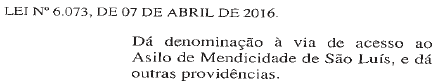 LEI Nº 6.073, DE 07 DE ABRIL DE 2016.
Dá denominação à via de acesso ao
Asilo de Mendicidade de São Luís, e dá
outras providências.